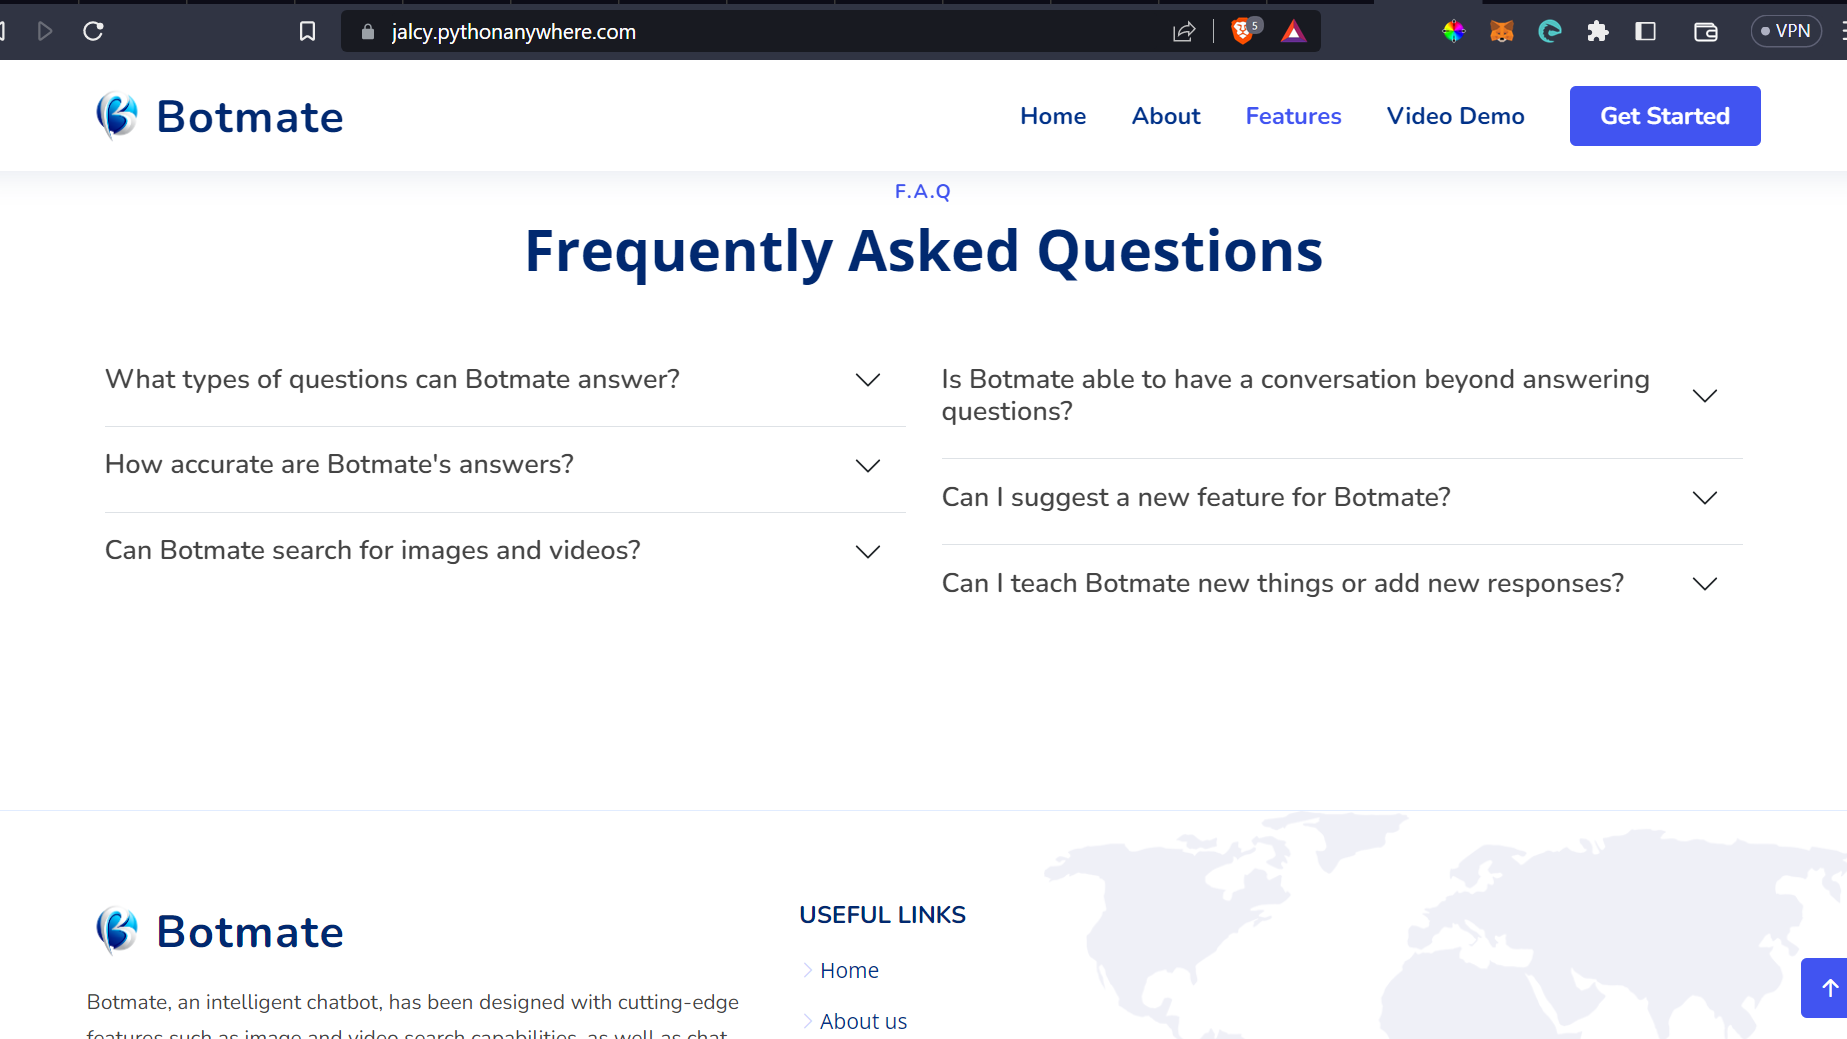 jalcy.pythonanywhere.com
5
VPN
Botmate
Home
About
Features
Video Demo
Get Started
F.A.Q
Frequently Asked Questions
What types of questions can Botmate answer?
How accurate are Botmate's answers?
Can Botmate search for images and videos?
Is Botmate able to have a conversation beyond answering
questions?
Can I suggest a new feature for Botmate?
Can I teach Botmate new things or add new responses?
Botmate
Botmate, an intelligent chatbot, has been designed with cutting-edge
features such as image and video search capabilities, as well as chat
USEFUL LINKS
Home
About us